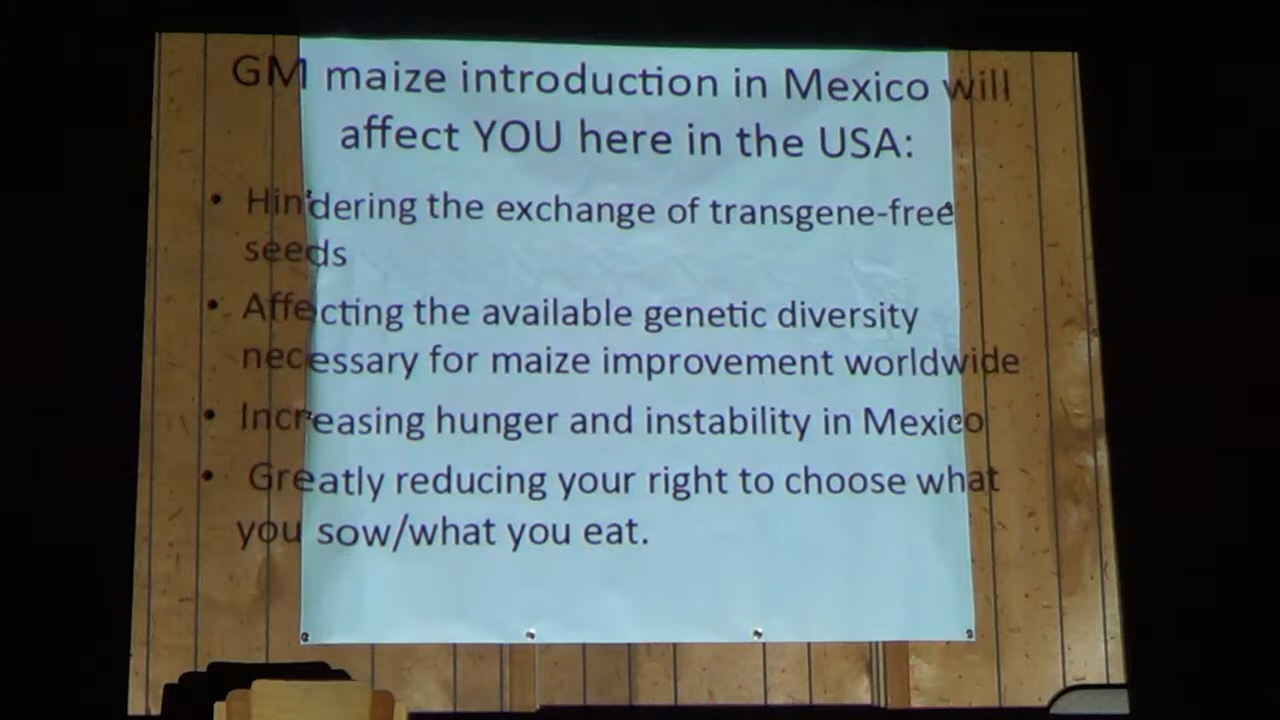 GM maize introduction in Mexico will
affect YOU here in the USA:
• Hindering the exchange of transgene-free
seeds
• Affecting the available genetic diversity
necessary for maize improvement worldwide
• Increasing hunger and instability in Mexico
• Greatly reducing your right to choose what
you sow/what you eat.